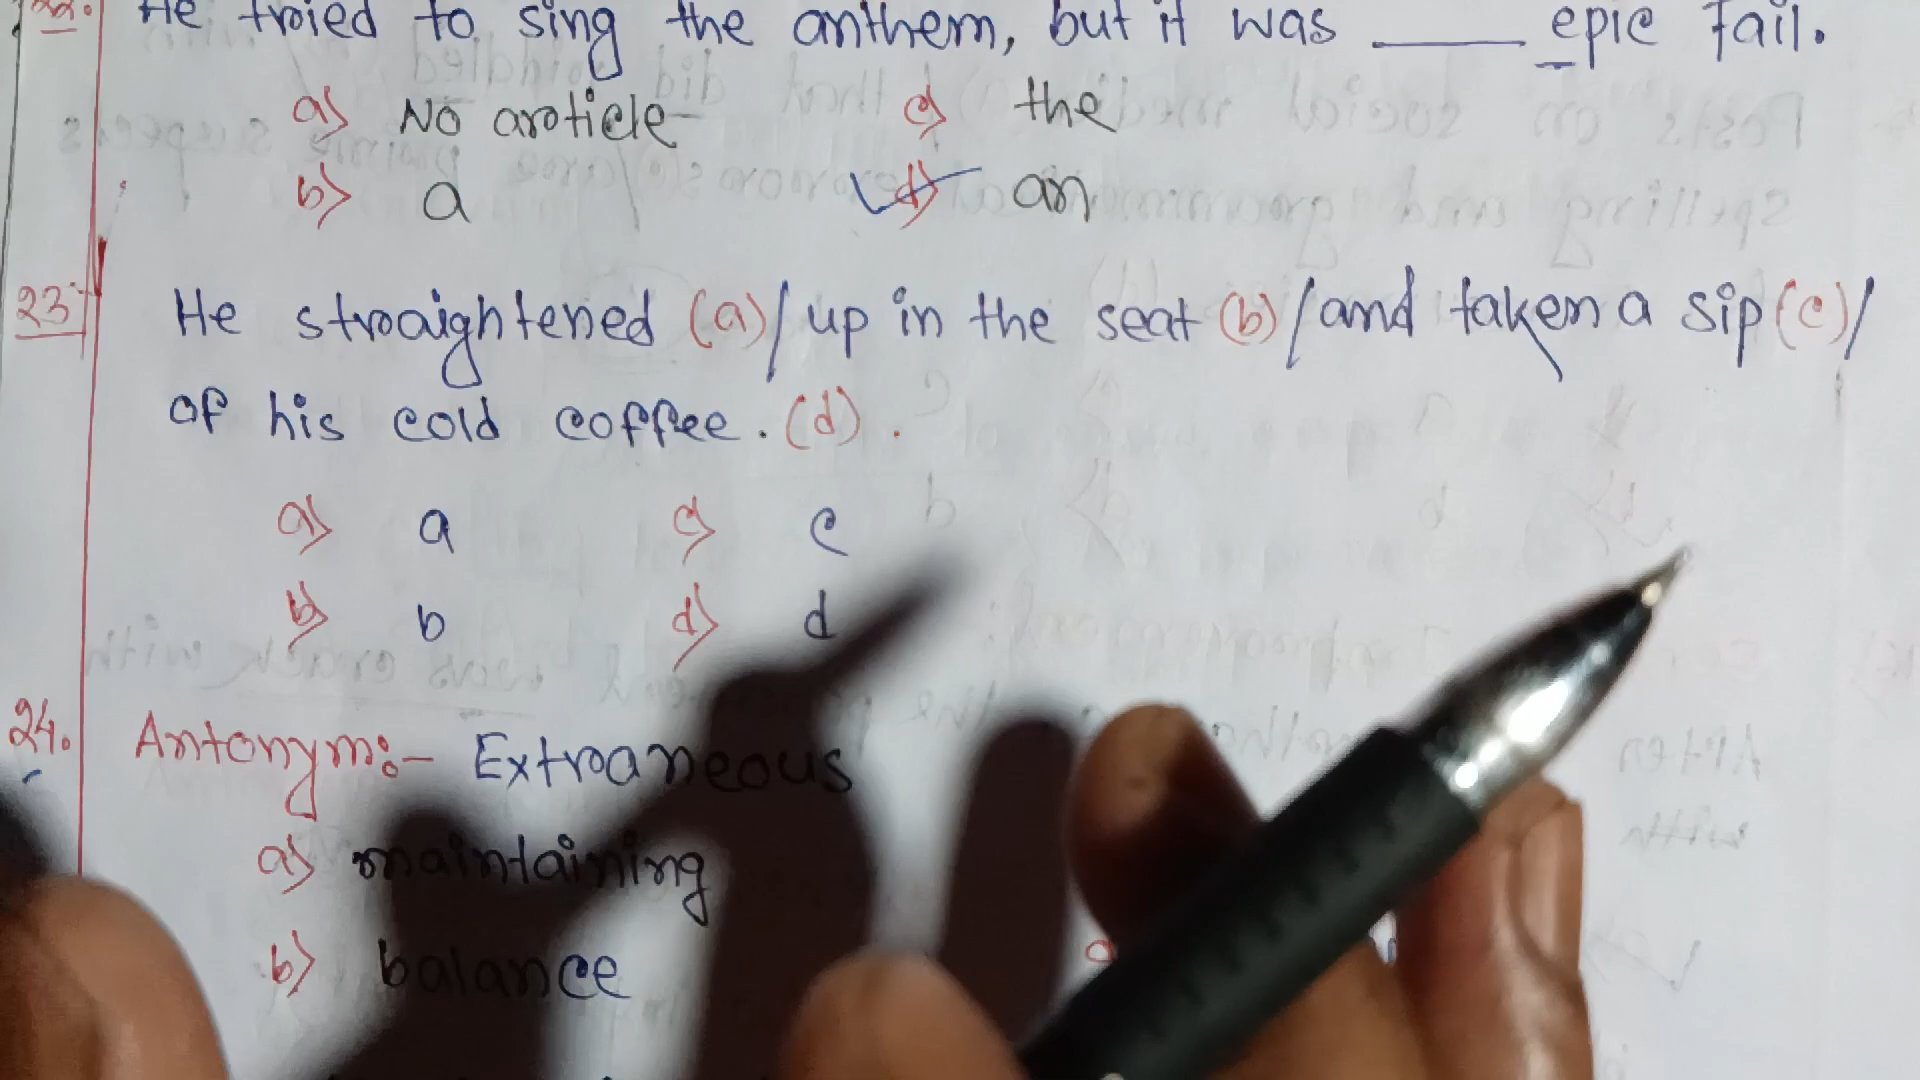 22. He tried to sing the anthem, but it was ____ epic fail.
a) No article c) the
b) a d) an
23. He straightened (a)/ up in the seat (b)/ and taken a sip (c)/
of his cold coffee. (d).
a) a c) c
b) b d) d
24. Antonym:- Extraneous
a) maintaining
b) balance